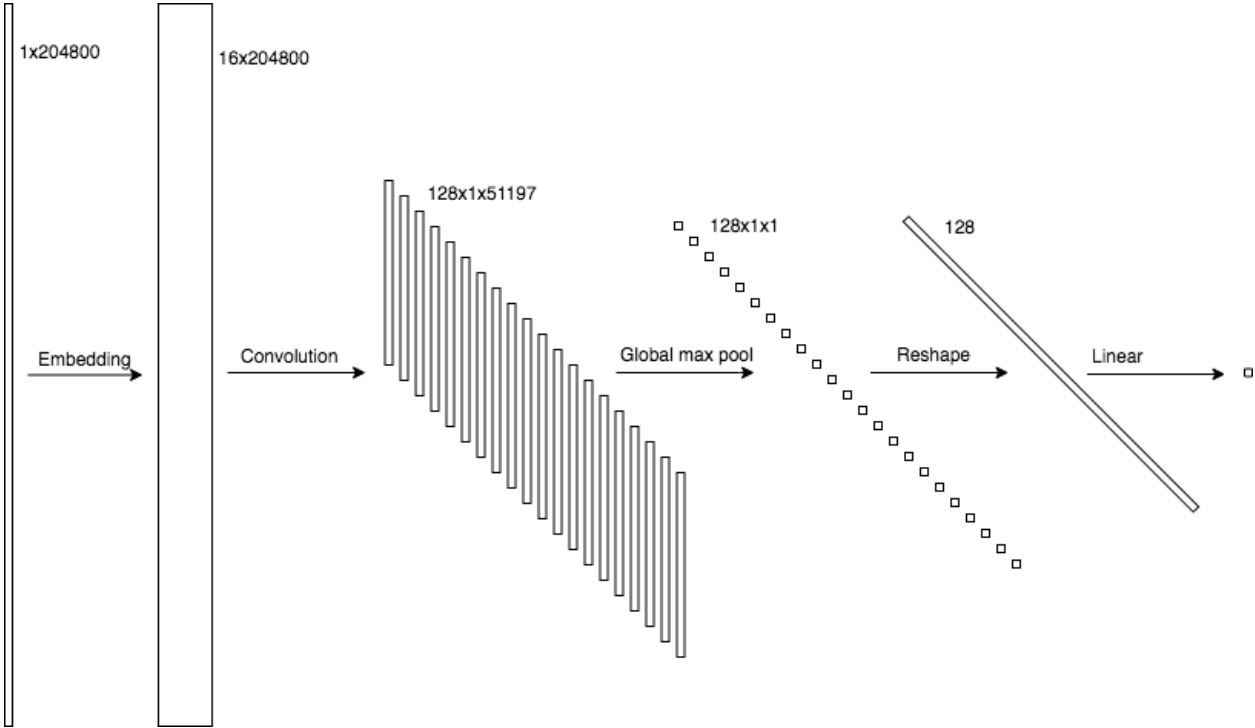 1x204800
16x204800
Embedding
Convolution
128x1x51197
Global max pool
128x1x1
Reshape
128
Linear